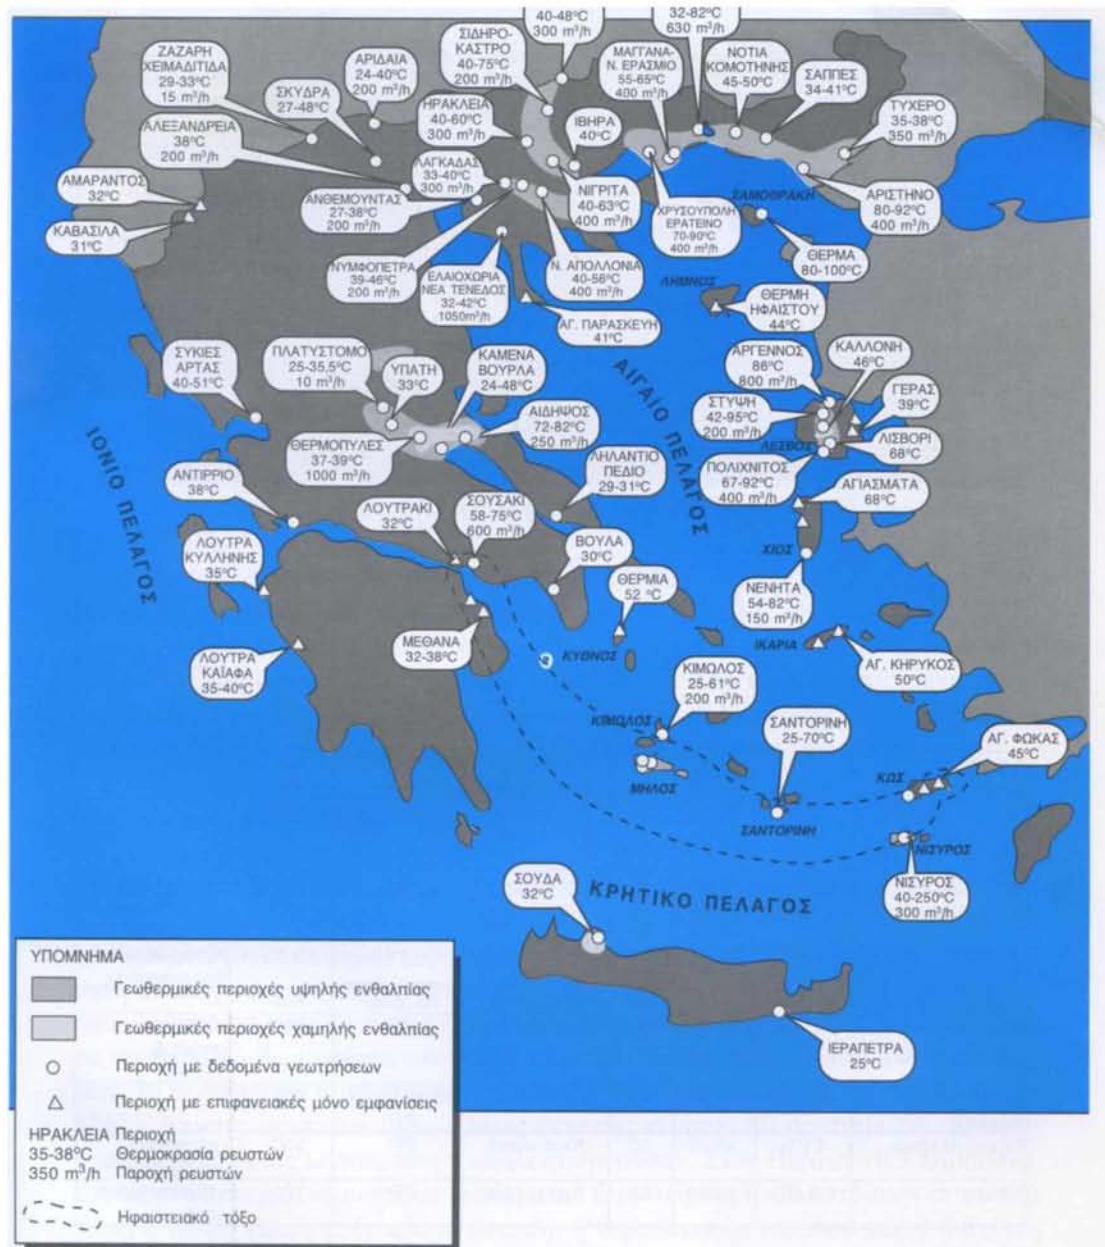 40-48°C
300 m³/h
32-82°C
630 m³/h
ΖΑΖΑΡΗ
ΧΕΙΜΑΔΙΤΙΔΑ
29-33°C
15 m³/h
ΣΚΥΔΡΑ
27-48°C
ΑΡΙΔΑΙΑ
24-40°C
200 m³/h
ΣΙΔΗΡΟ-
ΚΑΣΤΡΟ
40-75°C
200 m³/h
ΜΑΓΓΑΝΑ-
Ν. ΕΡΑΣΜΙΟ
55-65°C
400 m³/h
ΝΟΤΙΑ
ΚΟΜΟΤΗΝΗΣ
45-50°C
ΣΑΠΠΕΣ
34-41°C
ΤΥΧΕΡΟ
35-38°C
350 m³/h
ΑΛΕΞΑΝΔΡΕΙΑ
38°C
200 m³/h
ΗΡΑΚΛΕΙΑ
40-60°C
300 m³/h
ΙΒΗΡΑ
40°C
ΑΜΑΡΑΝΤΟΣ
32°C
ΚΑΒΑΣΙΛΑ
31°C
ΛΑΓΚΑΔΑΣ
33-40°C
300 m³/h
ΑΝΘΕΜΟΥΝΤΑΣ
27-38°C
200 m³/h
ΝΙΓΡΙΤΑ
40-63°C
400 m³/h
ΧΡΥΣΟΥΠΟΛΗ
ΕΡΑΤΕΙΝΟ
70-90°C
400 m³/h
ΣΑΜΟΘΡΑΚΗ
ΑΡΙΣΤΗΝΟ
80-92°C
400 m³/h
ΘΕΡΜΑ
80-100°C
ΝΥΜΦΟΠΕΤΡΑ
39-46°C
200 m³/h
ΕΛΑΙΟΧΩΡΙΑ
ΝΕΑ ΤΕΝΕΔΟΣ
32-42°C
1050m³/h
Ν. ΑΠΟΛΛΟΝΙΑ
40-56°C
400 m³/h
ΑΓ. ΠΑΡΑΣΚΕΥΗ
41°C
ΛΗΜΝΟΣ
ΘΕΡΜΗ
ΗΦΑΙΣΤΟΥ
44°C
ΣΥΚΙΕΣ
ΑΡΤΑΣ
40-51°C
ΠΛΑΤΥΣΤΟΜΟ
25-35,5°C
10 m³/h
ΥΠΑΤΗ
33°C
ΚΑΜΕΝΑ
ΒΟΥΡΛΑ
24-48°C
ΑΙΔΗΨΟΣ
72-82°C
250 m³/h
ΑΙΓΑΙΟ ΠΕΛΑΓΟΣ
ΑΡΓΕΝΝΟΣ
86°C
800 m³/h
ΚΑΛΛΟΝΗ
46°C
ΓΕΡΑΣ
39°C
ΣΤΥΨΗ
42-95°C
200 m³/h
ΛΕΣΒΟΣ
ΛΙΣΒΟΡΙ
68°C
ΠΟΛΙΧΝΙΤΟΣ
67-92°C
400 m³/h
ΑΓΙΑΣΜΑΤΑ
68°C
ΙΟΝΙΟ ΠΕΛΑΓΟΣ
ΘΕΡΜΟΠΥΛΕΣ
37-39°C
1000 m³/h
ΛΗΛΑΝΤΙΟ
ΠΕΔΙΟ
29-31°C
ΑΝΤΙΡΡΙΟ
38°C
ΛΟΥΤΡΑΚΙ
32°C
ΣΟΥΣΑΚΙ
58-75°C
600 m³/h
ΒΟΥΛΑ
30°C
ΛΟΥΤΡΑ
ΚΥΛΛΗΝΗΣ
35°C
ΧΙΟΣ
ΝΕΝΗΤΑ
54-82°C
150 m³/h
ΘΕΡΜΙΑ
52 °C
ΚΥΘΝΟΣ
ΜΕΘΑΝΑ
32-38°C
ΛΟΥΤΡΑ
ΚΑΪΑΦΑ
35-40°C
ΙΚΑΡΙΑ
ΑΓ. ΚΗΡΥΚΟΣ
50°C
ΚΙΜΩΛΟΣ
25-61°C
200 m³/h
ΚΙΜΩΛΟΣ
ΜΗΛΟΣ
ΣΑΝΤΟΡΙΝΗ
25-70°C
ΣΑΝΤΟΡΙΝΗ
ΑΓ. ΦΩΚΑΣ
45°C
ΚΩΣ
ΝΙΣΥΡΟΣ
ΝΙΣΥΡΟΣ
40-250°C
300 m³/h
ΣΟΥΔΑ
32°C
ΚΡΗΤΙΚΟ ΠΕΛΑΓΟΣ
ΙΕΡΑΠΕΤΡΑ
25°C
ΥΠΟΜΝΗΜΑ
Γεωθερμικές περιοχές υψηλής ενθαλπίας
Γεωθερμικές περιοχές χαμηλής ενθαλπίας
Περιοχή με δεδομένα γεωτρήσεων
Περιοχή με επιφανειακές μόνο εμφανίσεις
ΗΡΑΚΛΕΙΑ Περιοχή
35-38°C Θερμοκρασία ρευστών
350 m³/h Παροχή ρευστών
Ηφαιστειακό τόξο